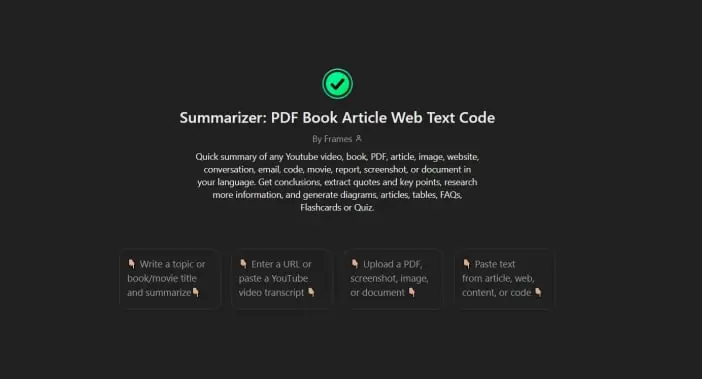 Summarizer: PDF Book Article Web Text Code
By Frames
Quick summary of any Youtube video, book, PDF, article, image, website,
conversation, email, code, movie, report, screenshot, or document in
your language. Get conclusions, extract quotes and key points, research
more information, and generate diagrams, articles, tables, FAQs,
Flashcards or Quiz.
👇 Write a topic or
book/movie title
and summarize👇
👇 Enter a URL or
paste a YouTube
video transcript 👇
👇 Upload a PDF,
screenshot, image,
or document 👇
👇 Paste text
from article, web,
content, or code 👇